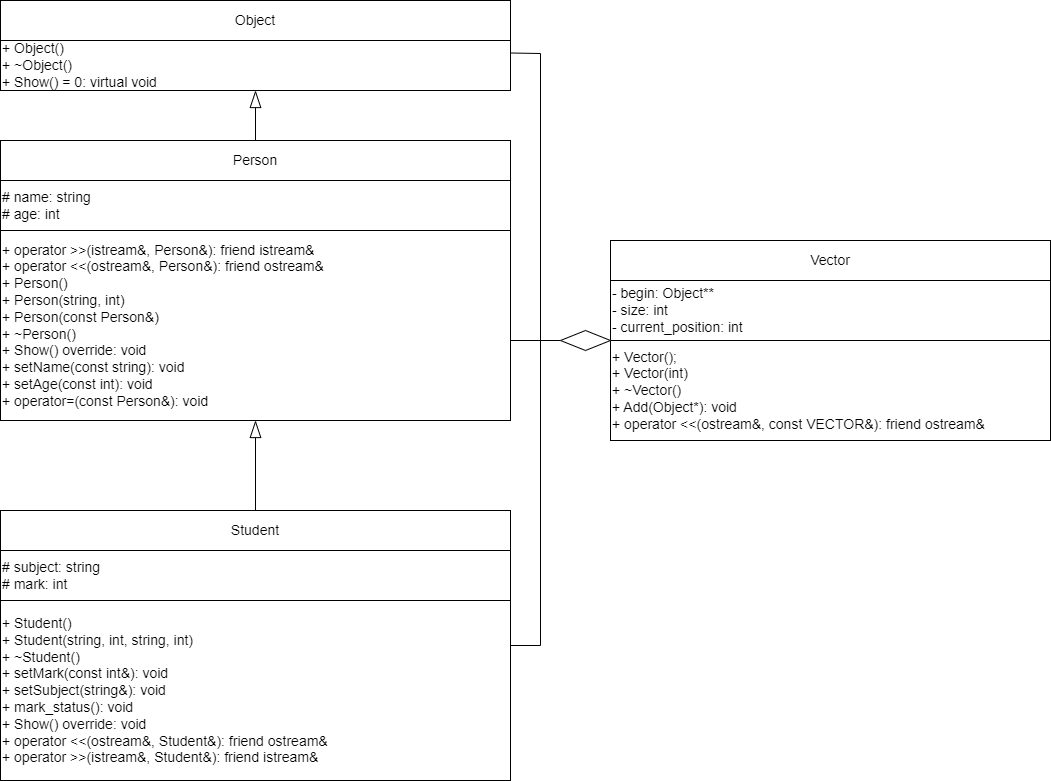 Object
+ Object()
+ ~Object()
+ Show() = 0: virtual void
Person
# name: string
# age: int
+ operator >>(istream&, Person&): friend istream&
+ operator <<(ostream&, Person&): friend ostream&
+ Person()
+ Person(string, int)
+ Person(const Person&)
+ ~Person()
+ Show() override: void
+ setName(const string): void
+ setAge(const int): void
+ operator=(const Person&): void
Student
# subject: string
# mark: int
+ Student()
+ Student(string, int, string, int)
+ ~Student()
+ setMark(const int&): void
+ setSubject(string&): void
+ mark_status(): void
+ Show() override: void
+ operator <<(ostream&, Student&): friend ostream&
+ operator >>(istream&, Student&): friend istream&
Vector
- begin: Object**
- size: int
- current_position: int
+ Vector();
+ Vector(int)
+ ~Vector()
+ Add(Object*): void
+ operator <<(ostream&, const VECTOR&): friend ostream&